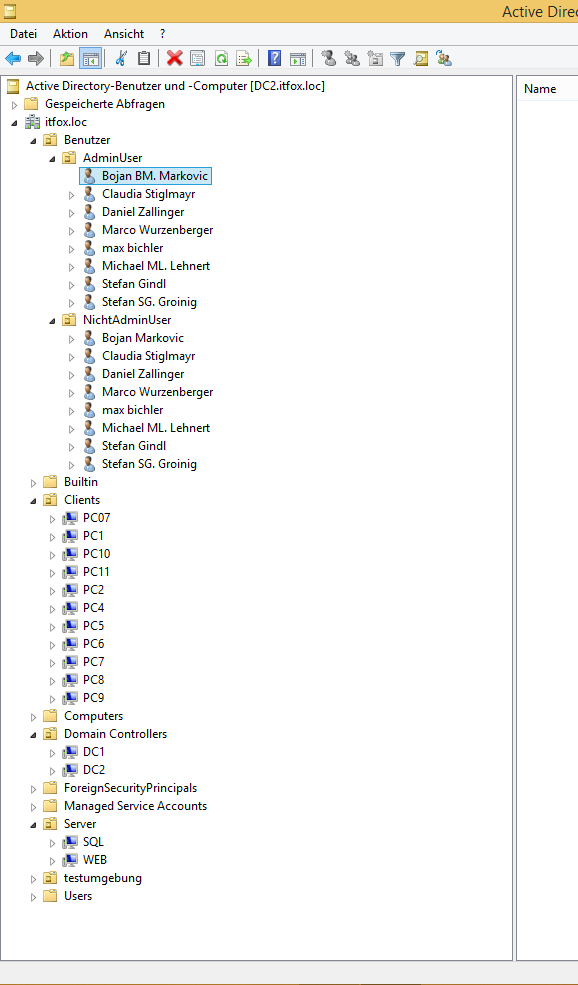 Active Direc
Datei Aktion Ansicht ?
Active Directory-Benutzer und -Computer [DC2.itfox.loc]
Name
Gespeicherte Abfragen
itfox.loc
Benutzer
AdminUser
Bojan BM. Markovic
Claudia Stiglmayr
Daniel Zallinger
Marco Wurzenberger
max bichler
Michael ML. Lehnert
Stefan Gindl
Stefan SG. Groinig
NichtAdminUser
Bojan Markovic
Claudia Stiglmayr
Daniel Zallinger
Marco Wurzenberger
max bichler
Michael ML. Lehnert
Stefan Gindl
Stefan SG. Groinig
Builtin
Clients
PC07
PC1
PC10
PC11
PC2
PC4
PC5
PC6
PC7
PC8
PC9
Computers
Domain Controllers
DC1
DC2
ForeignSecurityPrincipals
Managed Service Accounts
Server
SQL
WEB
testumgebung
Users